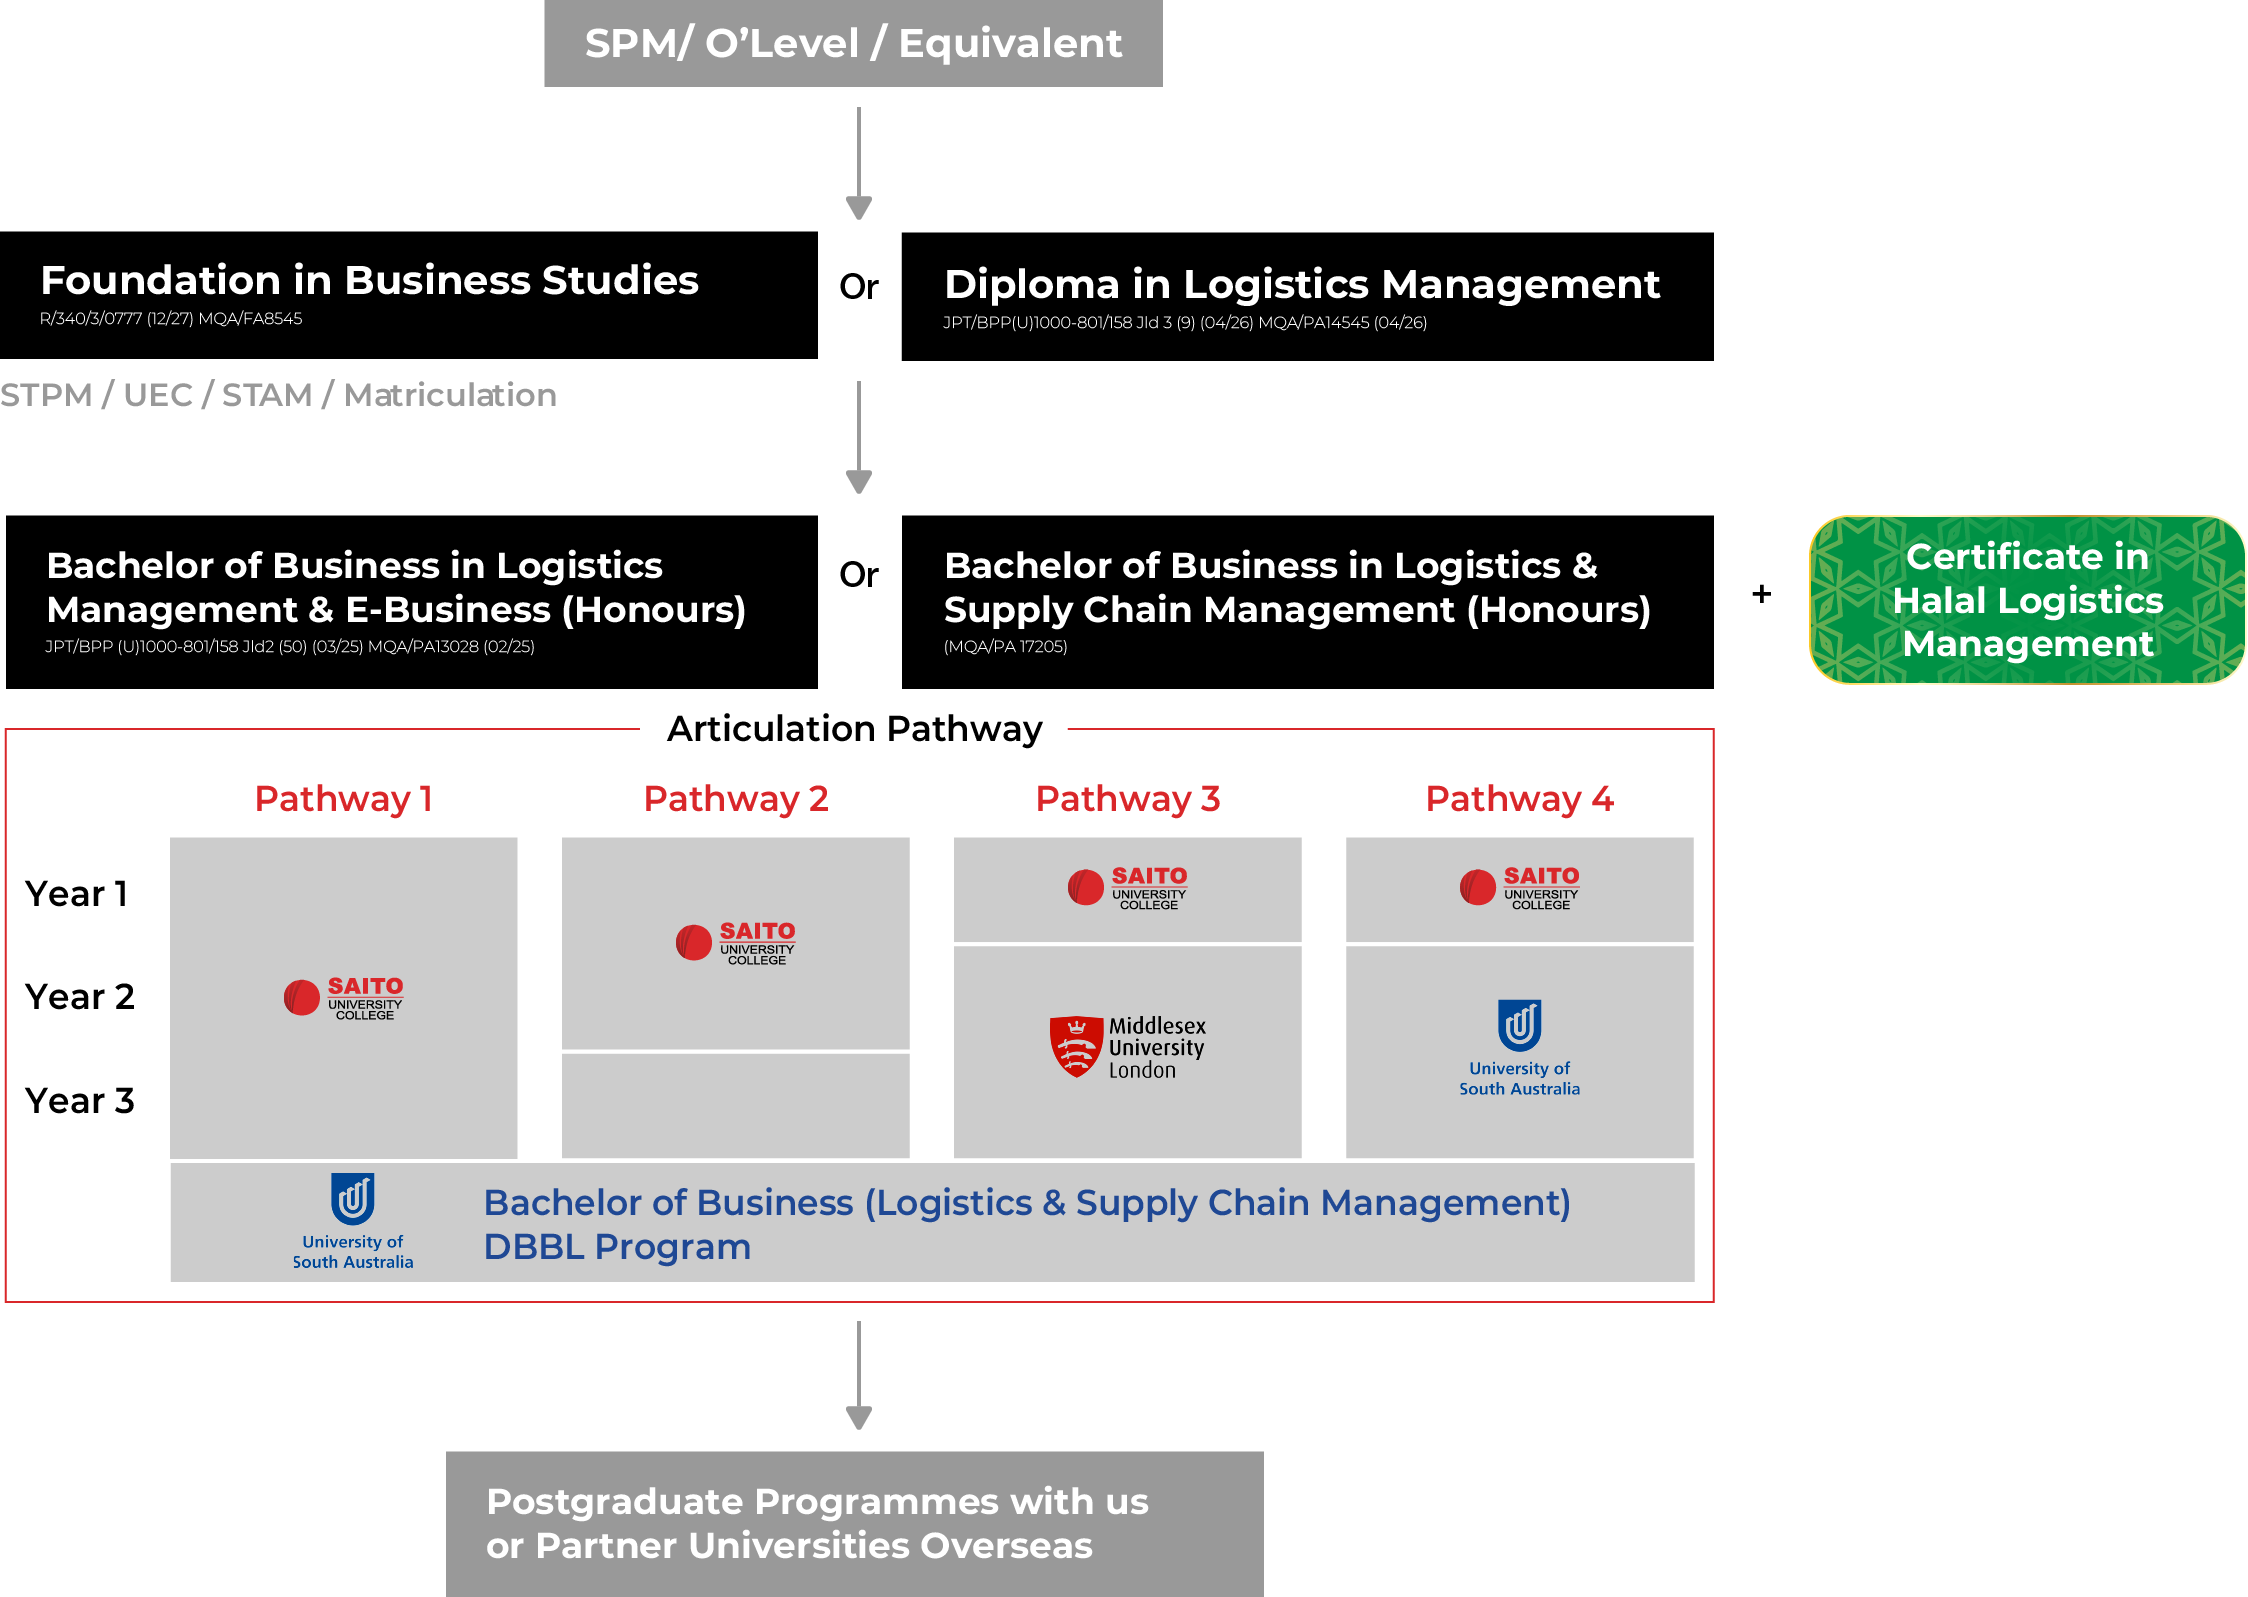 SPM/ O’Level / Equivalent
Foundation in Business Studies
R/340/3/0777 (12/27) MQA/FA8545
Or
Diploma in Logistics Management
JPT/BPP(U)1000-801/158 Jld 3 (9) (04/26) MQA/PA14545 (04/26)
STPM / UEC / STAM / Matriculation
Bachelor of Business in Logistics
Management & E-Business (Honours)
JPT/BPP (U)1000-801/158 Jld2 (50) (03/25) MQA/PA13028 (02/25)
Or
Bachelor of Business in Logistics &
Supply Chain Management (Honours)
(MQA/PA 17205)
+
Certificate in
Halal Logistics
Management
Articulation Pathway
Pathway 1
Pathway 2
Pathway 3
Pathway 4
Year 1
Year 2
Year 3
SAITO
UNIVERSITY
COLLEGE
SAITO
UNIVERSITY
COLLEGE
SAITO
UNIVERSITY
COLLEGE
Middlesex
University
London
SAITO
UNIVERSITY
COLLEGE
University of
South Australia
University of
South Australia
Bachelor of Business (Logistics & Supply Chain Management)
DBBL Program
Postgraduate Programmes with us
or Partner Universities Overseas